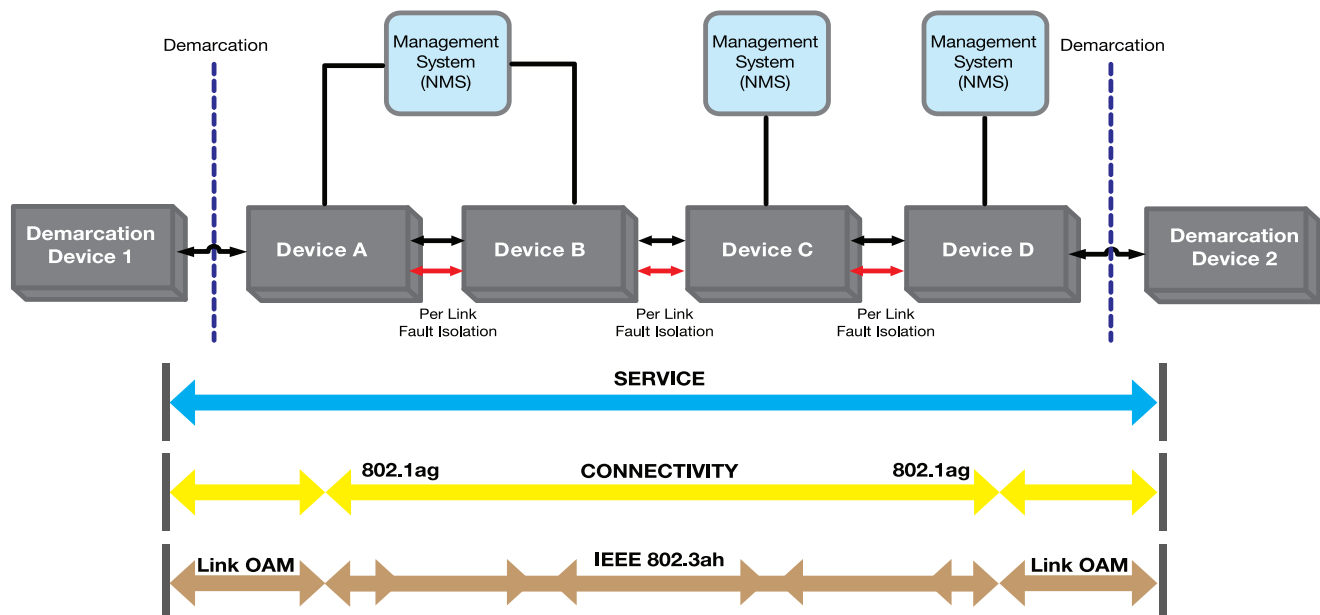 Demarcation
Management
System
(NMS)
Management
System
(NMS)
Management
System
(NMS)
Demarcation
Demarcation
Device 1
Device A
Device B
Device C
Device D
Demarcation
Device 2
Per Link
Fault Isolation
Per Link
Fault Isolation
Per Link
Fault Isolation
SERVICE
802.1ag
CONNECTIVITY
802.1ag
Link OAM
IEEE 802.3ah
Link OAM